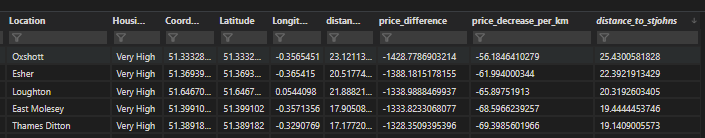 Location Housi... Coord... Latitude Longit... distan... price_difference price_decrease_per_km distance_to_stjohns ↓
Oxshott Very High 51.33328... 51.3332... -0.3565451 23.12113... -1428.7786903214 -56.1846410279 25.4300581828
Esher Very High 51.36939... 51.3693... -0.365415 20.51774... -1388.1815178155 -61.994000344 22.3921913429
Loughton Very High 51.64670... 51.6467... 0.0544098 21.88821... -1338.9888469937 -65.89751913 20.3192603405
East Molesey Very High 51.39910... 51.399102 -0.3571356 17.90508... -1333.8233068077 -68.5966239257 19.4444453746
Thames Ditton Very High 51.38918... 51.389182 -0.3290769 17.17720... -1328.3509395396 -69.3985601966 19.1409005573